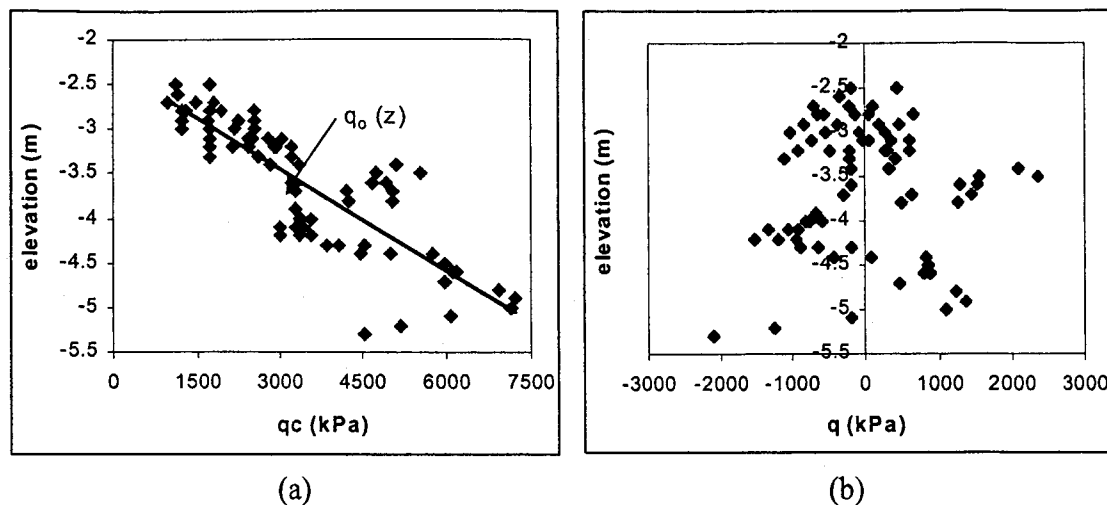 -2
-2.5
-3
-3.5
-4
-4.5
-5
-5.5
elevation (m)
q₀ (z)
0 1500 3000 4500 6000 7500
qc (kPa)
(a)
-2
-2.5
-3
-3.5
-4
-4.5
-5
-5.5
elevation (m)
-3000 -2000 -1000 0 1000 2000 3000
q (kPa)
(b)